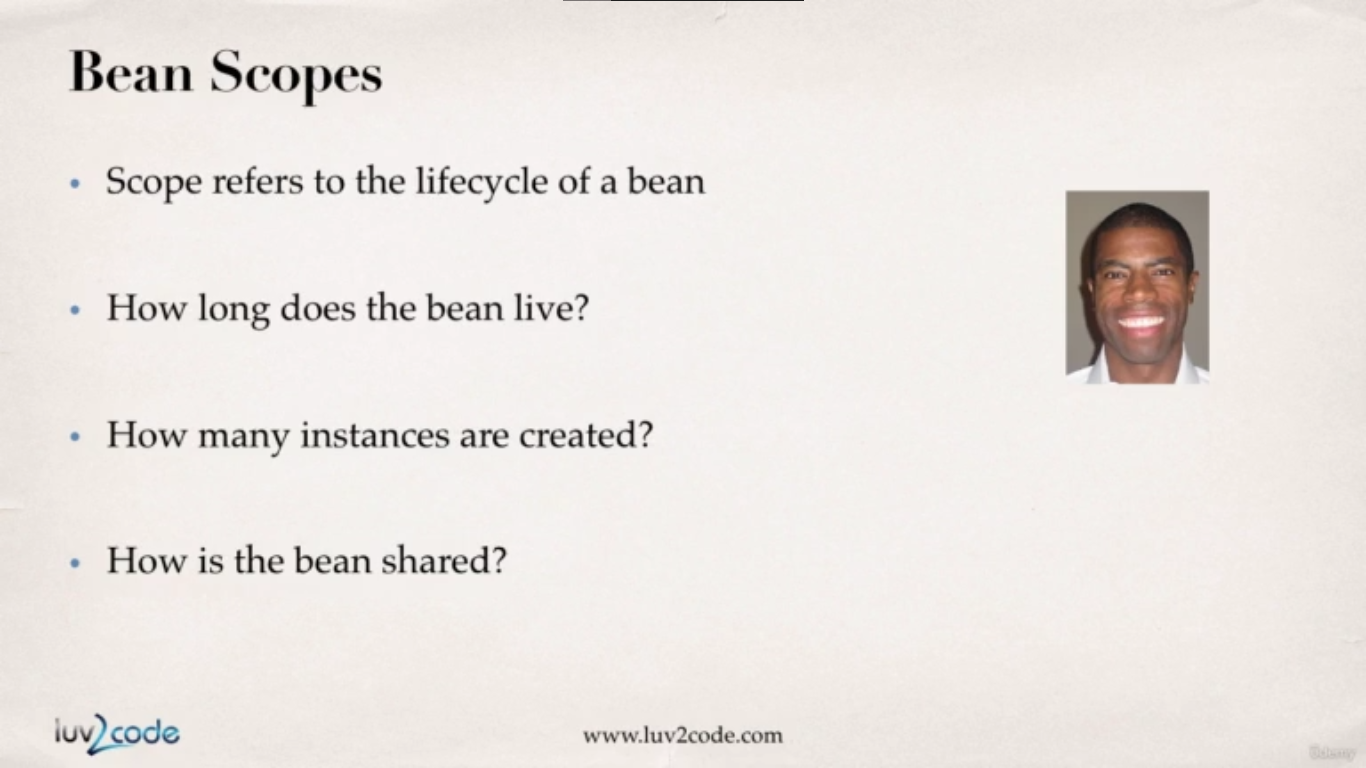 Bean Scopes
• Scope refers to the lifecycle of a bean
• How long does the bean live?
• How many instances are created?
• How is the bean shared?
luv2code
www.luv2code.com
Udemy